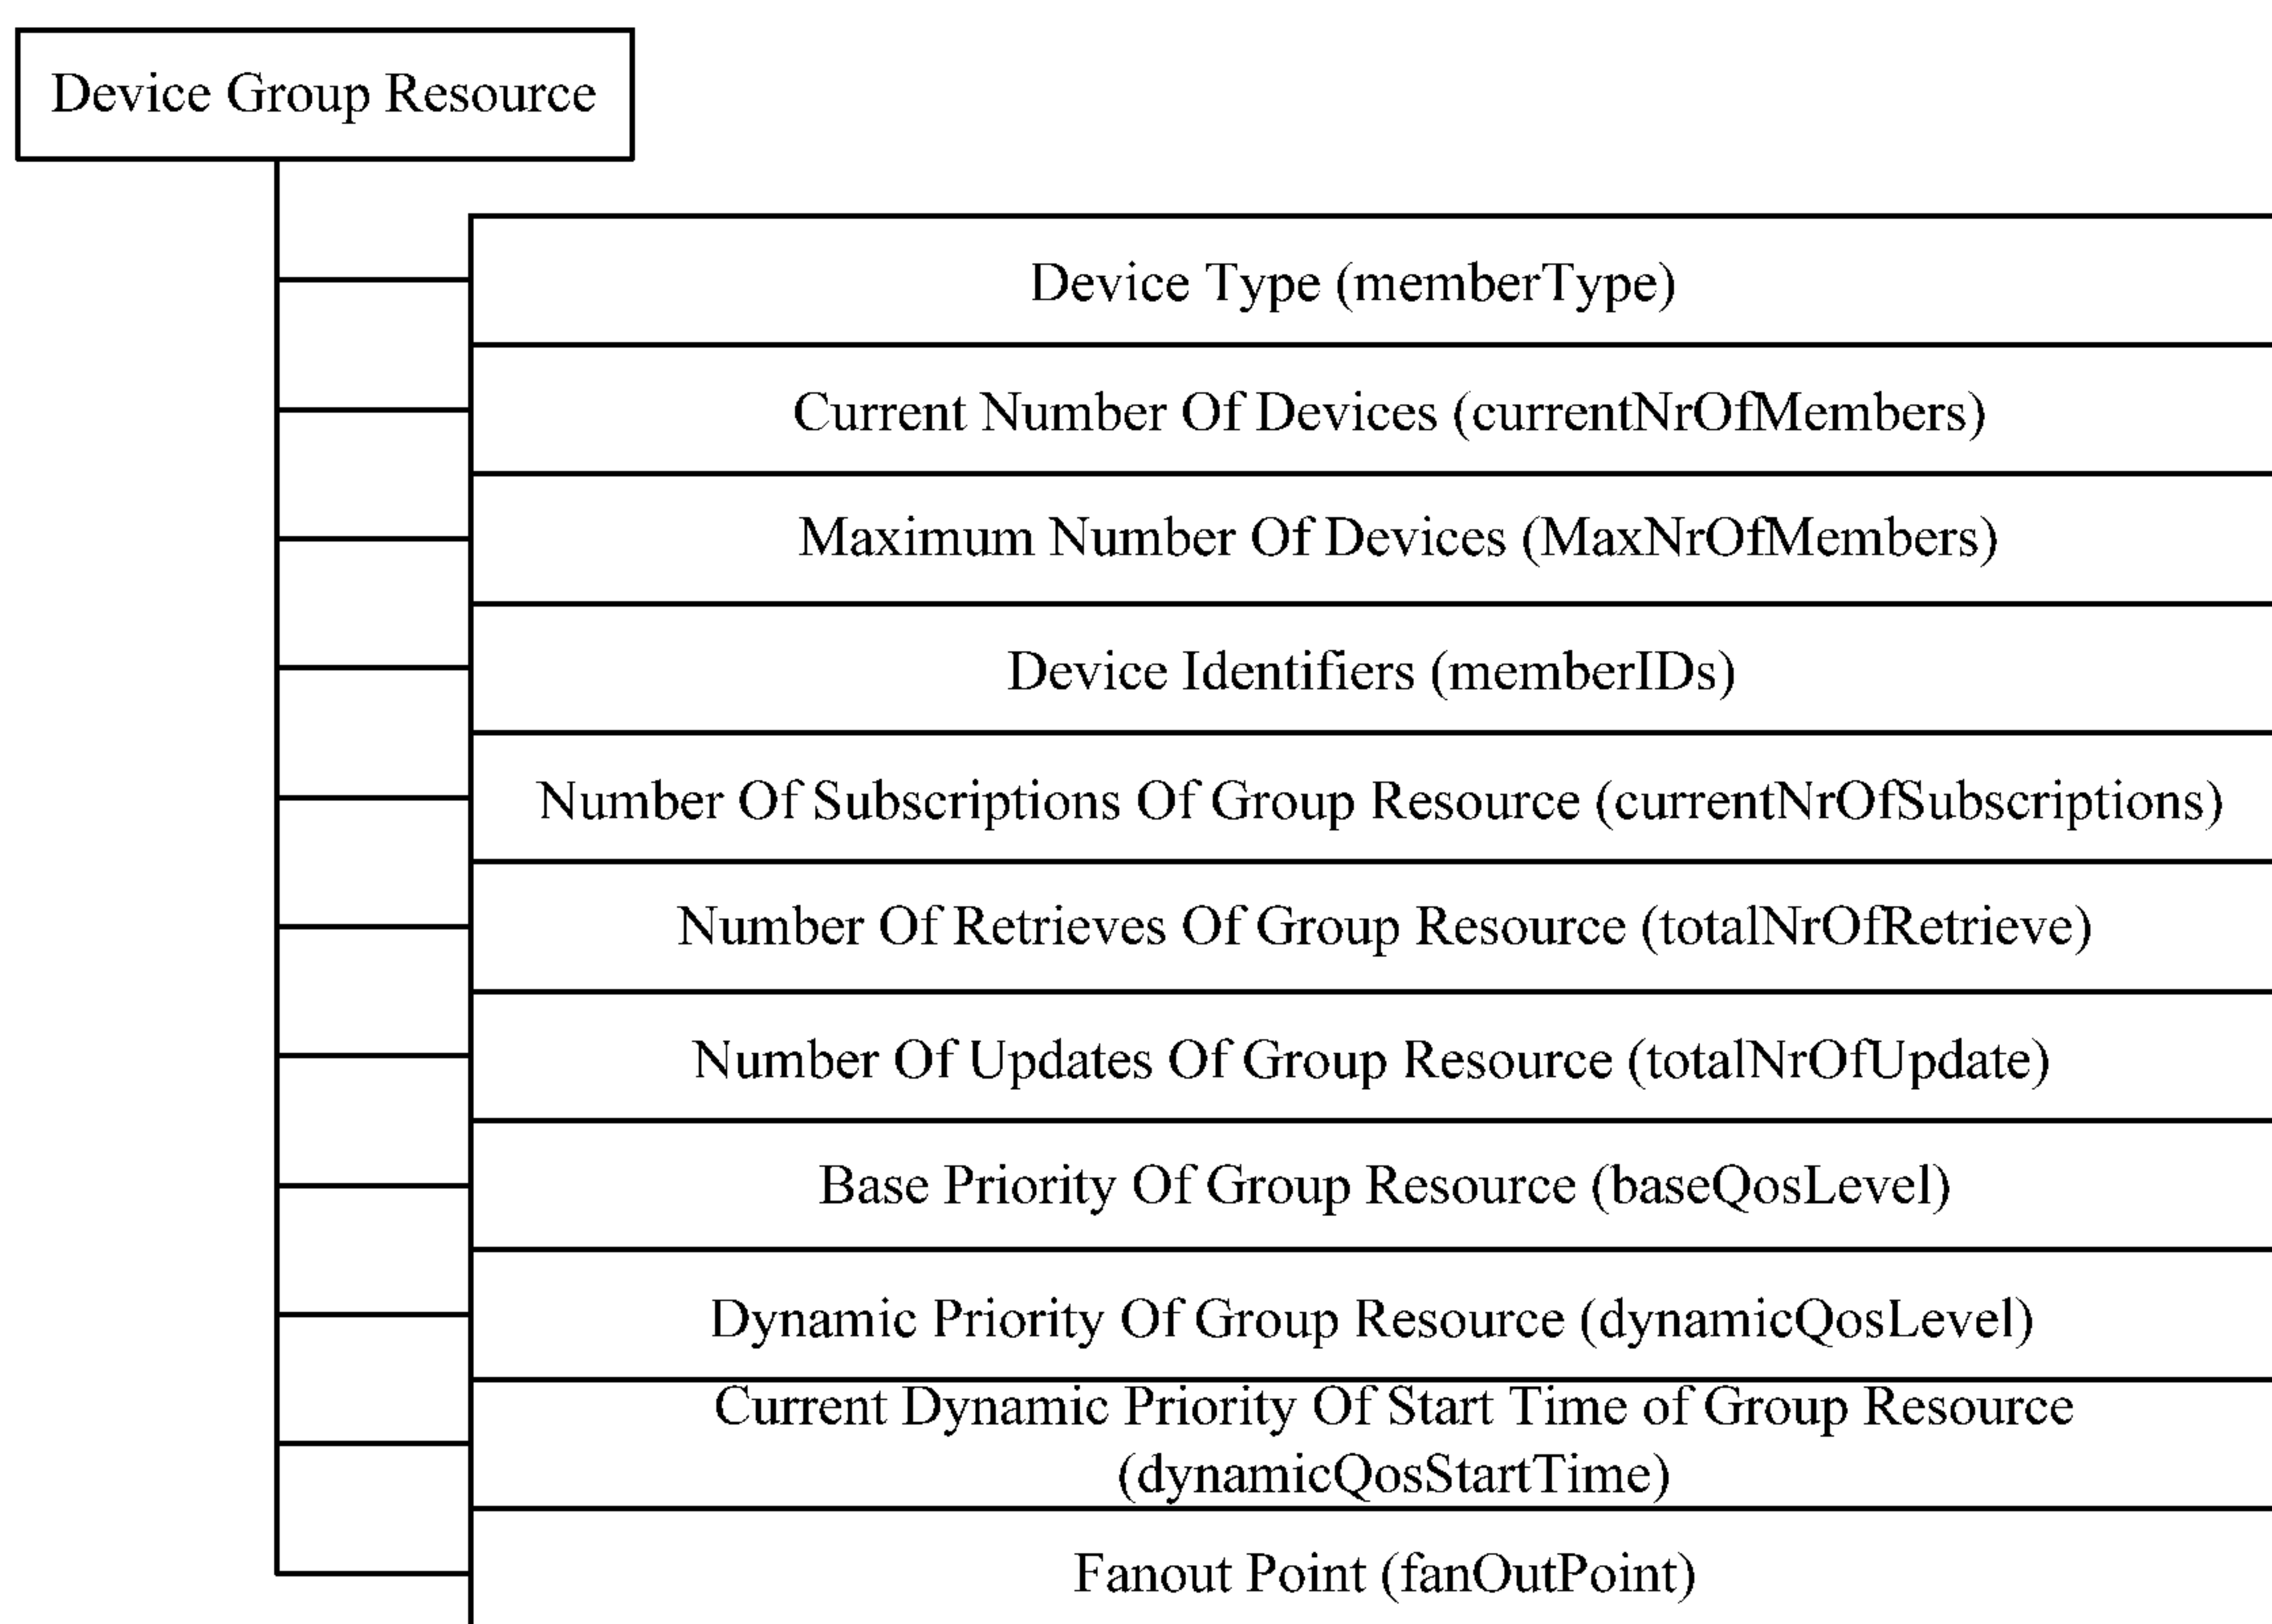 Device Group Resource
Device Type (memberType)
Current Number Of Devices (currentNrOfMembers)
Maximum Number Of Devices (MaxNrOfMembers)
Device Identifiers (memberIDs)
Number Of Subscriptions Of Group Resource (currentNrOfSubscriptions)
Number Of Retrieves Of Group Resource (totalNrOfRetrieve)
Number Of Updates Of Group Resource (totalNrOfUpdate)
Base Priority Of Group Resource (baseQosLevel)
Dynamic Priority Of Group Resource (dynamicQosLevel)
Current Dynamic Priority Of Start Time of Group Resource
(dynamicQosStartTime)
Fanout Point (fanOutPoint)